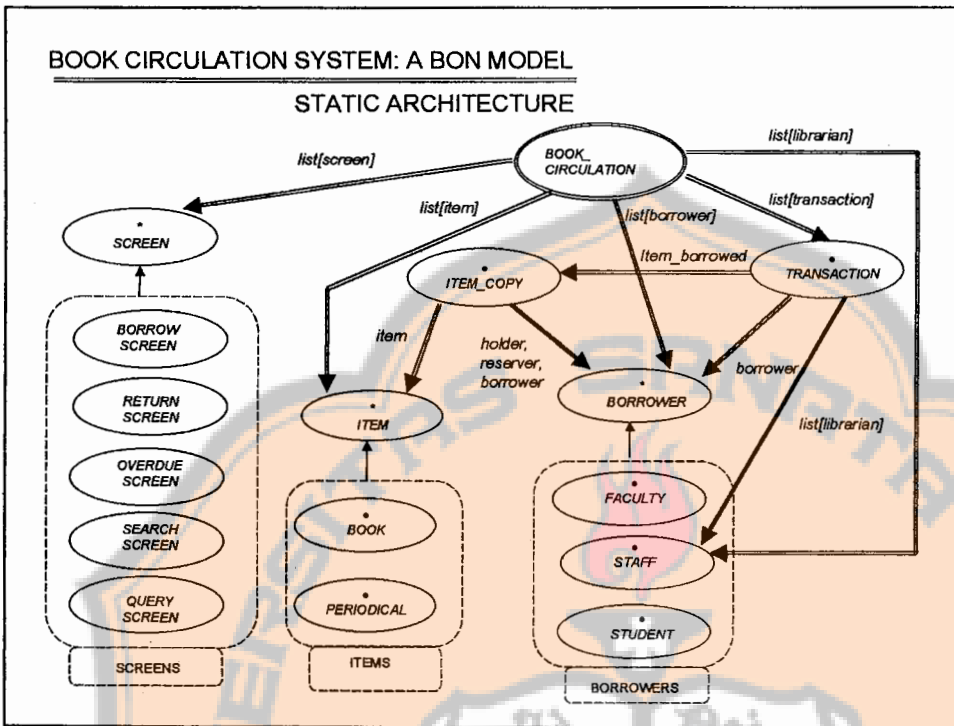 BOOK CIRCULATION SYSTEM: A BON MODEL
STATIC ARCHITECTURE
list[librarian]
list[screen]
BOOK_
CIRCULATION
list[item]
list[borrower]
list[transaction]
*
SCREEN
Item_borrowed
*
ITEM_COPY
*
TRANSACTION
BORROW
SCREEN
item
holder,
reserver,
borrower
borrower
*
BORROWER
RETURN
SCREEN
*
ITEM
list[librarian]
OVERDUE
SCREEN
*
FACULTY
SEARCH
SCREEN
*
BOOK
*
STAFF
QUERY
SCREEN
*
PERIODICAL
*
STUDENT
SCREENS
ITEMS
BORROWERS
ERSITAS SANATA